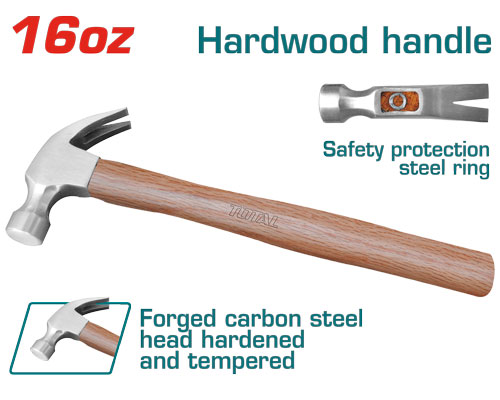 16oz
Hardwood handle
Safety protection
steel ring
TOTAL
Forged carbon steel
head hardened
and tempered